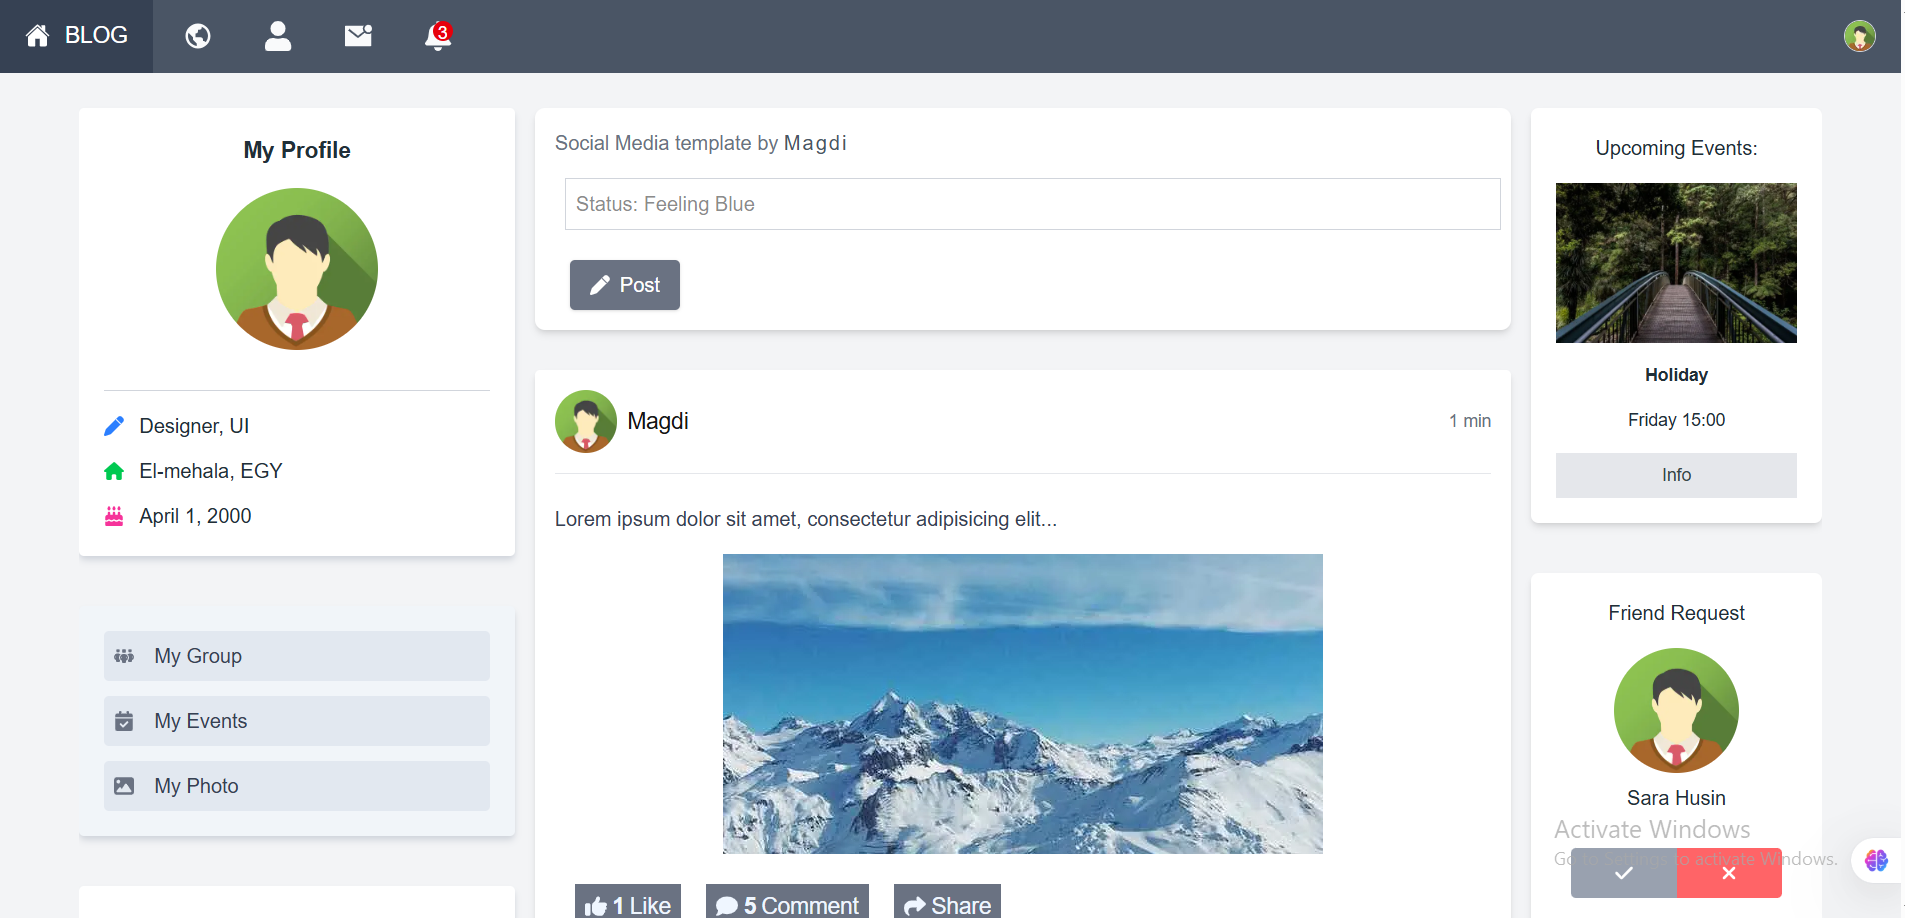 BLOG
3
My Profile
Designer, UI
El-mehala, EGY
April 1, 2000
My Group
My Events
My Photo
Social Media template by Magdi
Status: Feeling Blue
Post
Magdi
1 min
Lorem ipsum dolor sit amet, consectetur adipisicing elit...
1 Like
5 Comment
Share
Upcoming Events:
Holiday
Friday 15:00
Info
Friend Request
Sara Husin
Activate Windows
Go to Settings to activate Windows.